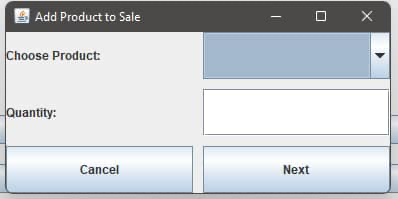 Add Product to Sale
Choose Product:
Quantity:
Cancel
Next